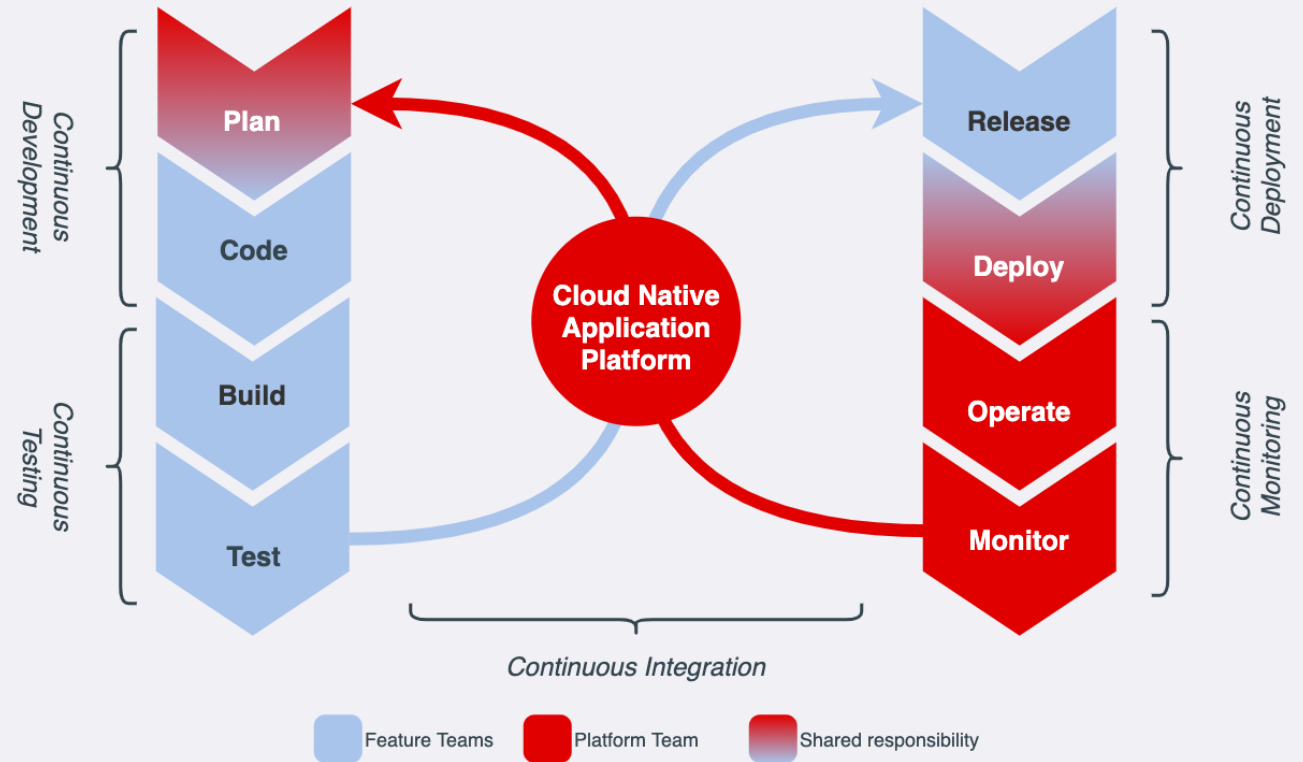 Continuous
Development
Plan
Code
Continuous
Testing
Build
Test
Cloud Native
Application
Platform
Release
Deploy
Continuous
Deployment
Operate
Monitor
Continuous
Monitoring
Continuous Integration
Feature Teams
Platform Team
Shared responsibility